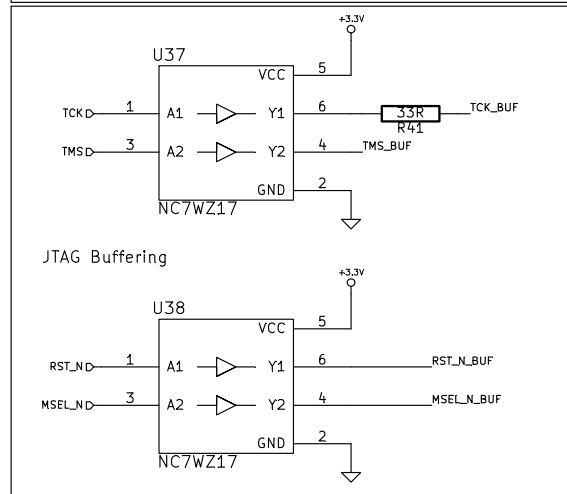 +3.3V
U37
VCC 5
TCK 1 A1 Y1 6 33R TCK_BUF
R41
TMS 3 A2 Y2 4 TMS_BUF
GND 2
NC7WZ17
JTAG Buffering
+3.3V
U38
VCC 5
RST_N 1 A1 Y1 6 RST_N_BUF
MSEL_N 3 A2 Y2 4 MSEL_N_BUF
GND 2
NC7WZ17